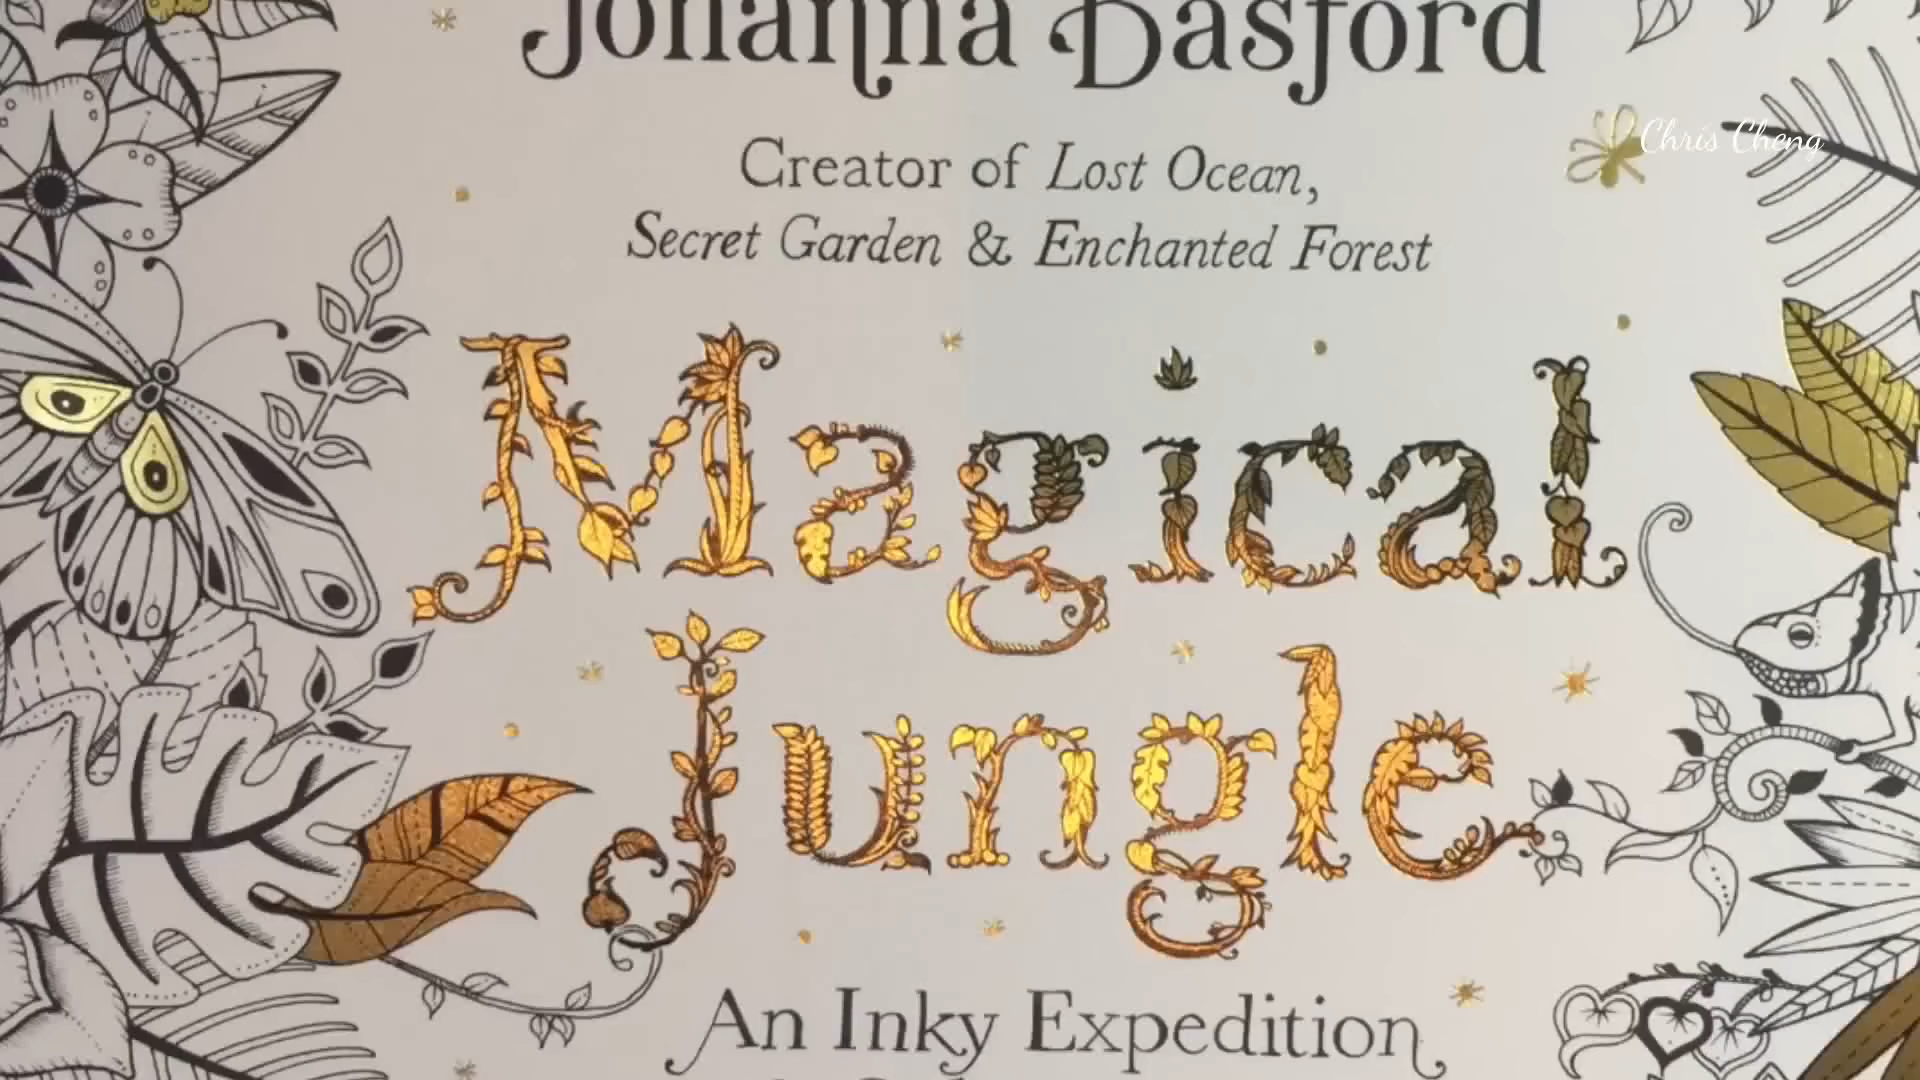 Johanna Basford
Chris Cheng
Creator of Lost Ocean,
Secret Garden & Enchanted Forest
Magical
Jungle
An Inky Expedition